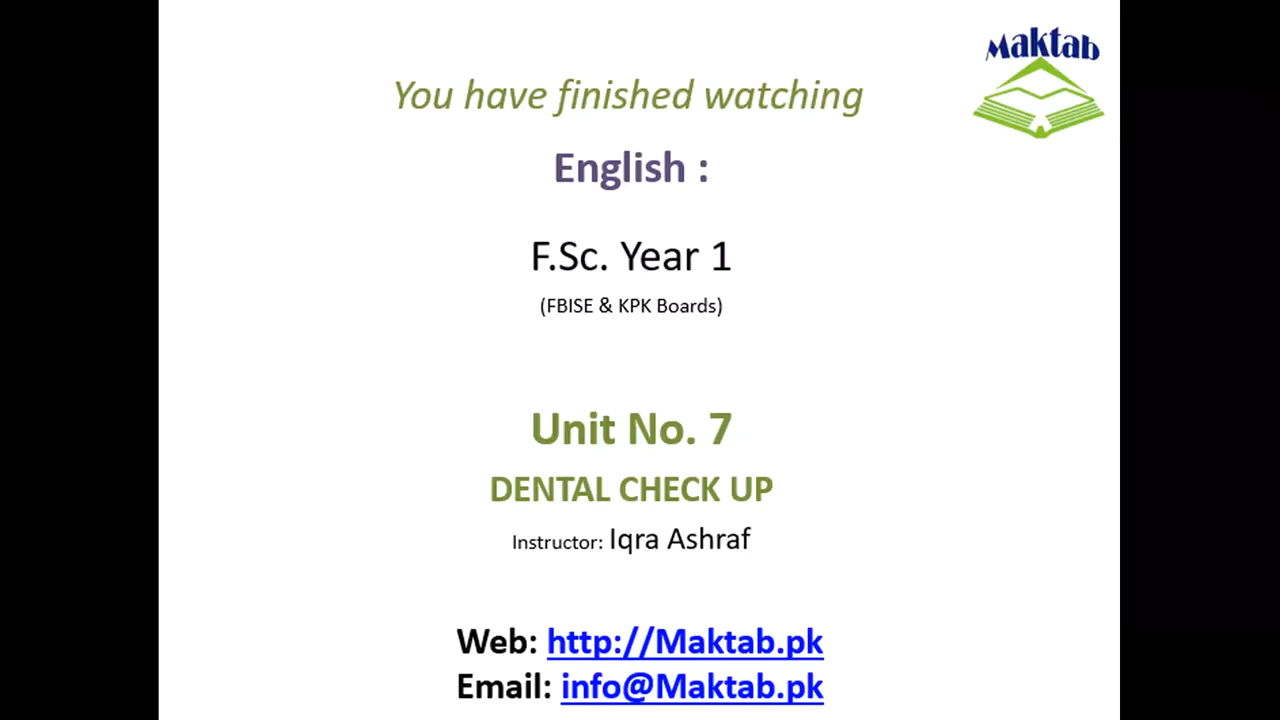 Maktab
You have finished watching
English :
F.Sc. Year 1
(FBISE & KPK Boards)
Unit No. 7
DENTAL CHECK UP
Instructor: Iqra Ashraf
Web: http://Maktab.pk
Email: info@Maktab.pk